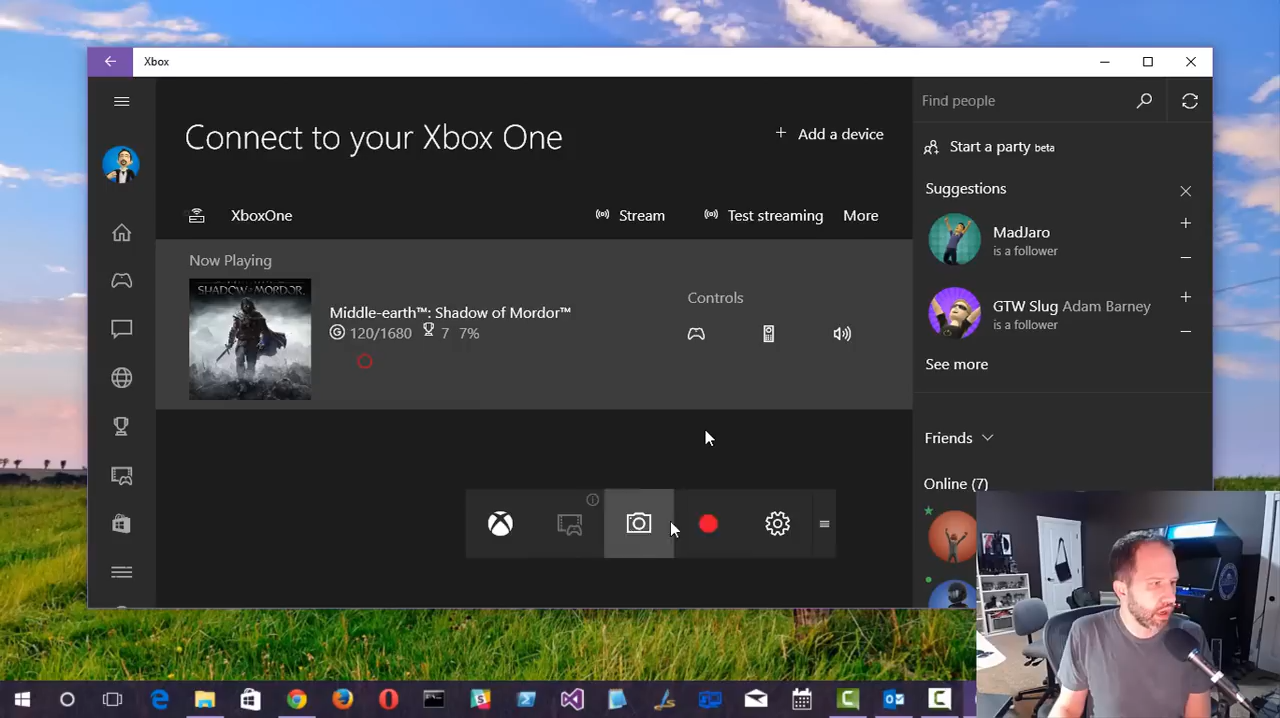 Xbox
Connect to your Xbox One
+ Add a device
XboxOne
Stream
Test streaming
More
Now Playing
SHADOW OF MORDOR
Middle-earth™: Shadow of Mordor™
G 120/1680 7 7%
Controls
Find people
Start a party beta
Suggestions
MadJaro
is a follower
GTW Slug Adam Barney
is a follower
See more
Friends
Online (7)